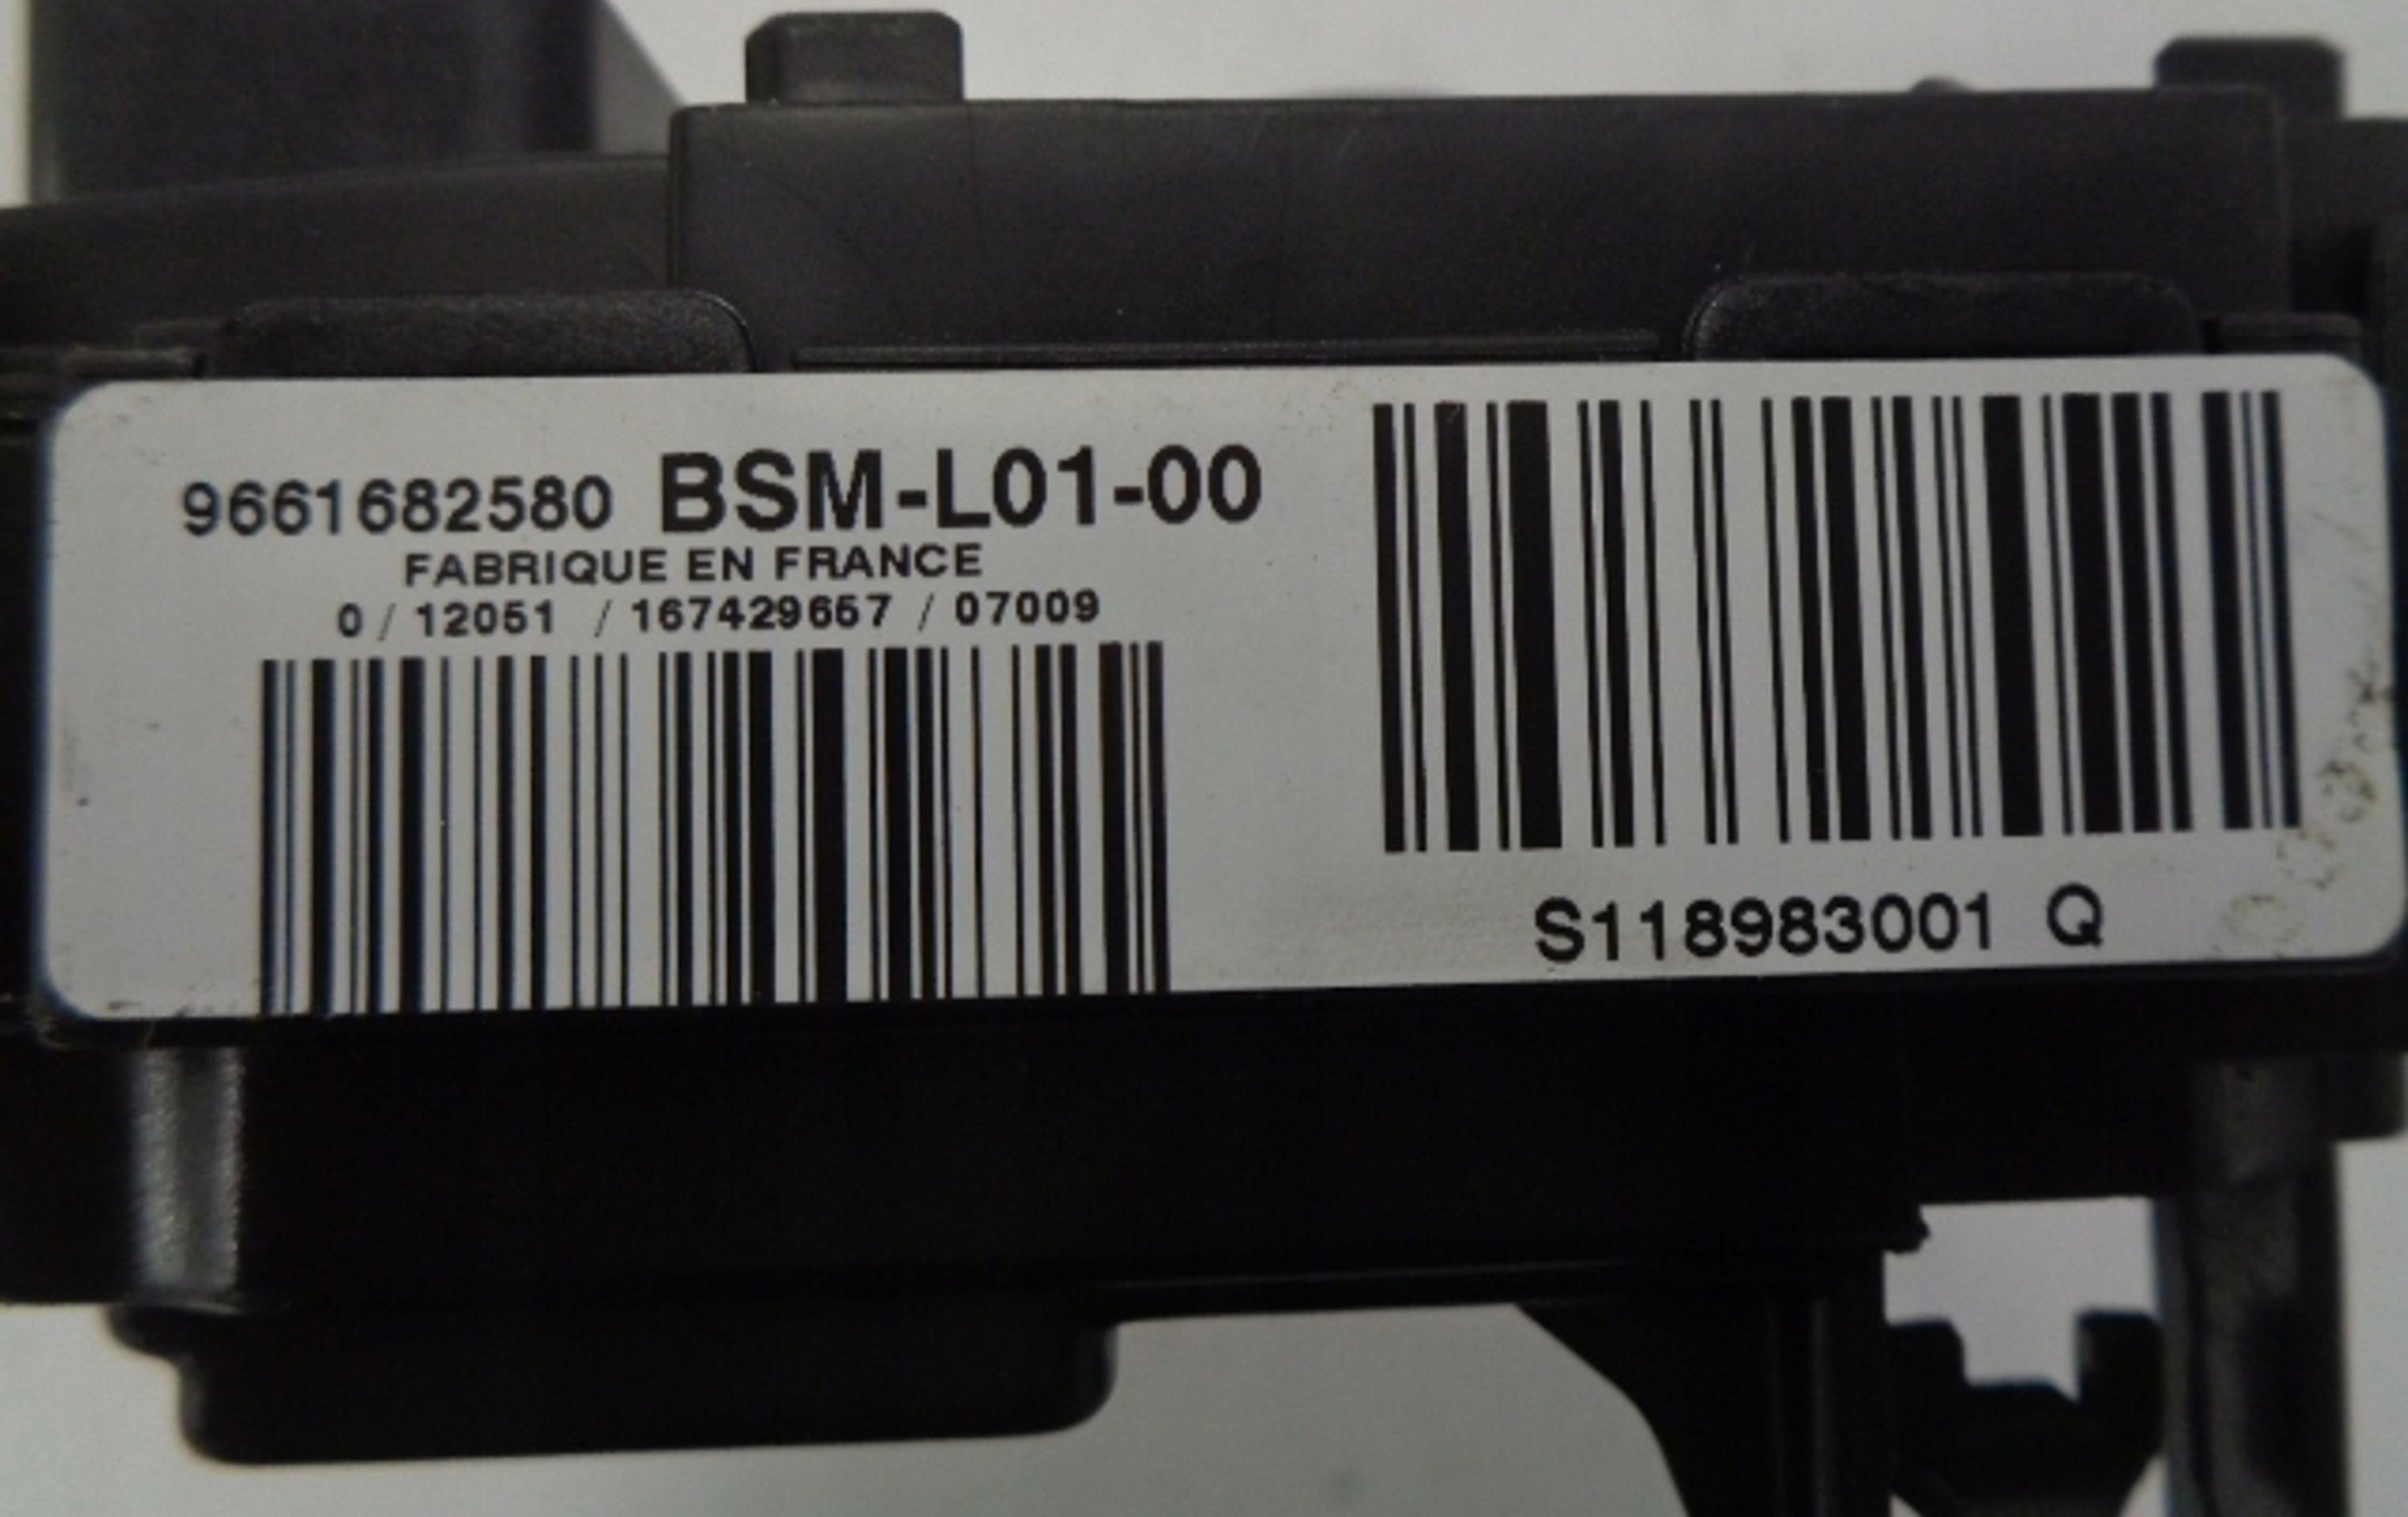 9661682580 BSM-L01-00
FABRIQUE EN FRANCE
0 / 12051 / 167429657 / 07009
S118983001 Q